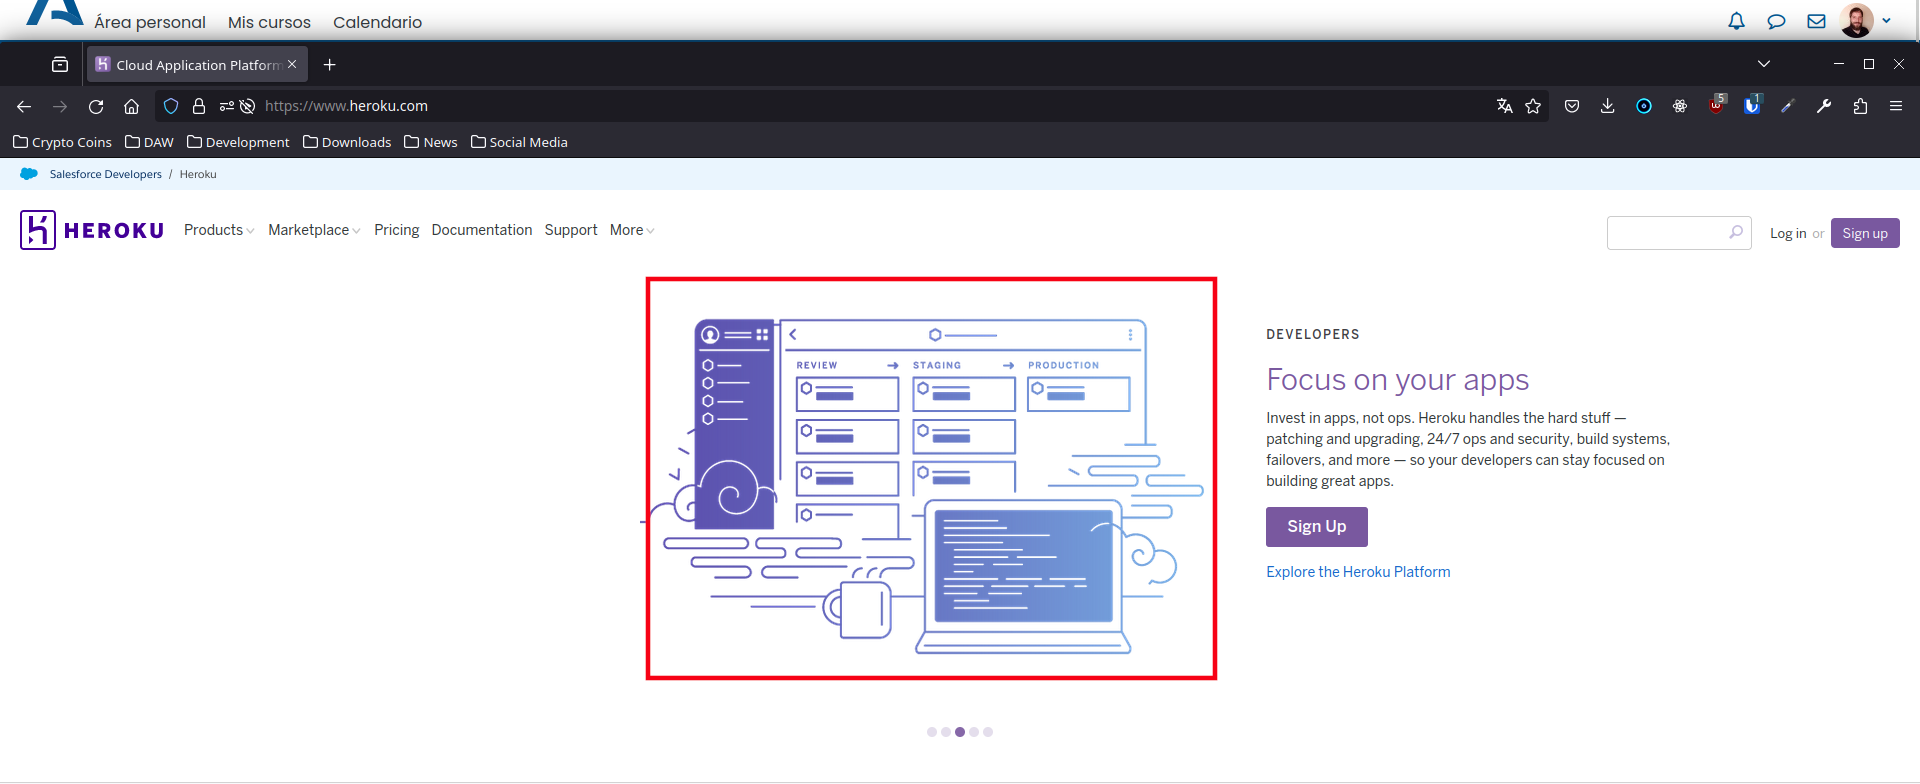 Área personal Mis cursos Calendario
Cloud Application Platform
https://www.heroku.com
5
1
Crypto Coins DAW Development Downloads News Social Media
Salesforce Developers / Heroku
HEROKU Products Marketplace Pricing Documentation Support More
Log in or Sign up
REVIEW STAGING PRODUCTION
DEVELOPERS
Focus on your apps
Invest in apps, not ops. Heroku handles the hard stuff —
patching and upgrading, 24/7 ops and security, build systems,
failovers, and more — so your developers can stay focused on
building great apps.
Sign Up
Explore the Heroku Platform